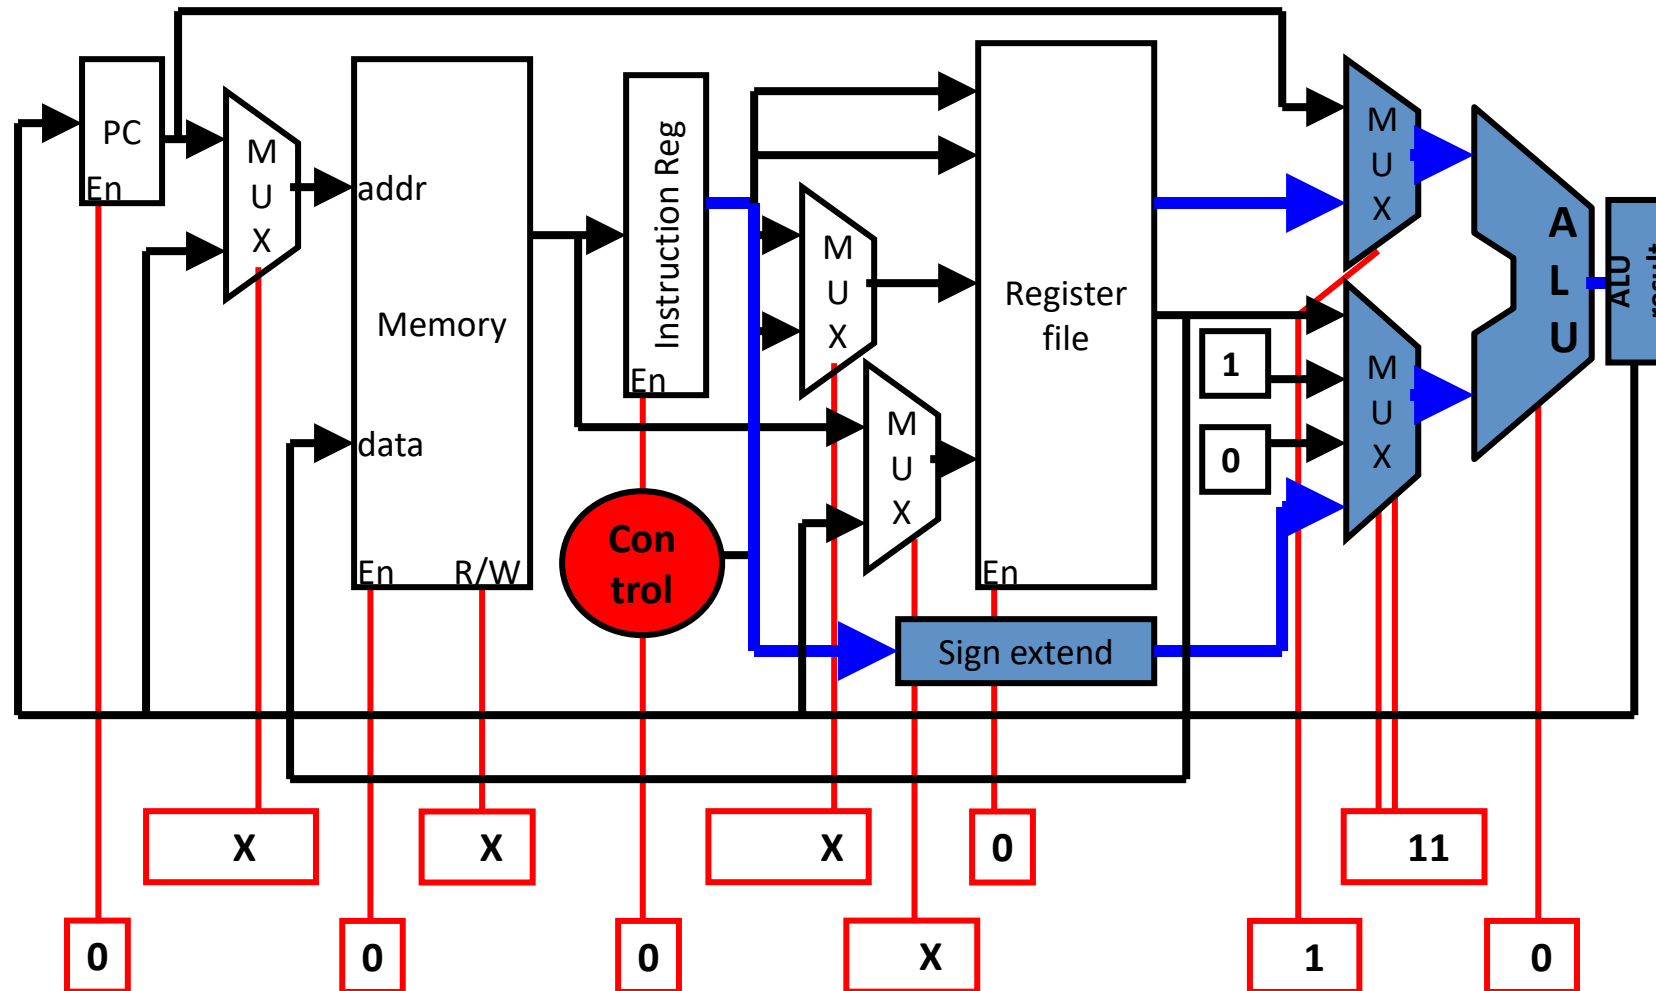 PC
En
M
U
X
addr
data
Memory
En
R/W
Instruction Reg
En
M
U
X
M
U
X
Con
trol
Register
file
En
Sign extend
M
U
X
1
0
M
U
X
A
L
U
ALU
X
X
X
0
11
0
0
0
X
1
0